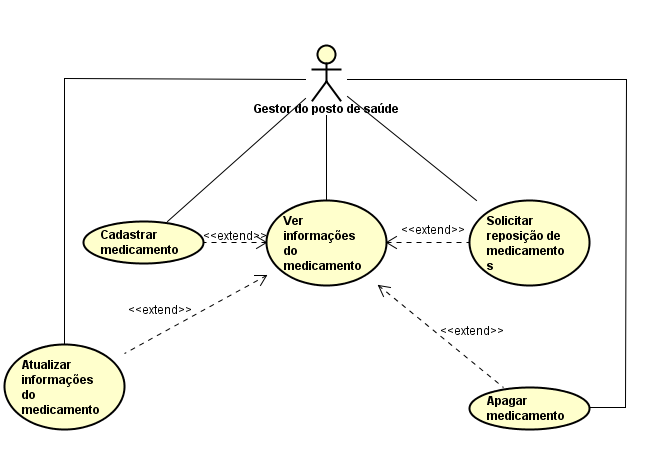 Gestor do posto de saúde
Cadastrar
medicamento
<<extend>>
Ver
informações
do
medicamento
<<extend>>
Solicitar
reposição de
medicamento
s
<<extend>>
<<extend>>
Atualizar
informações
do
medicamento
Apagar
medicamento